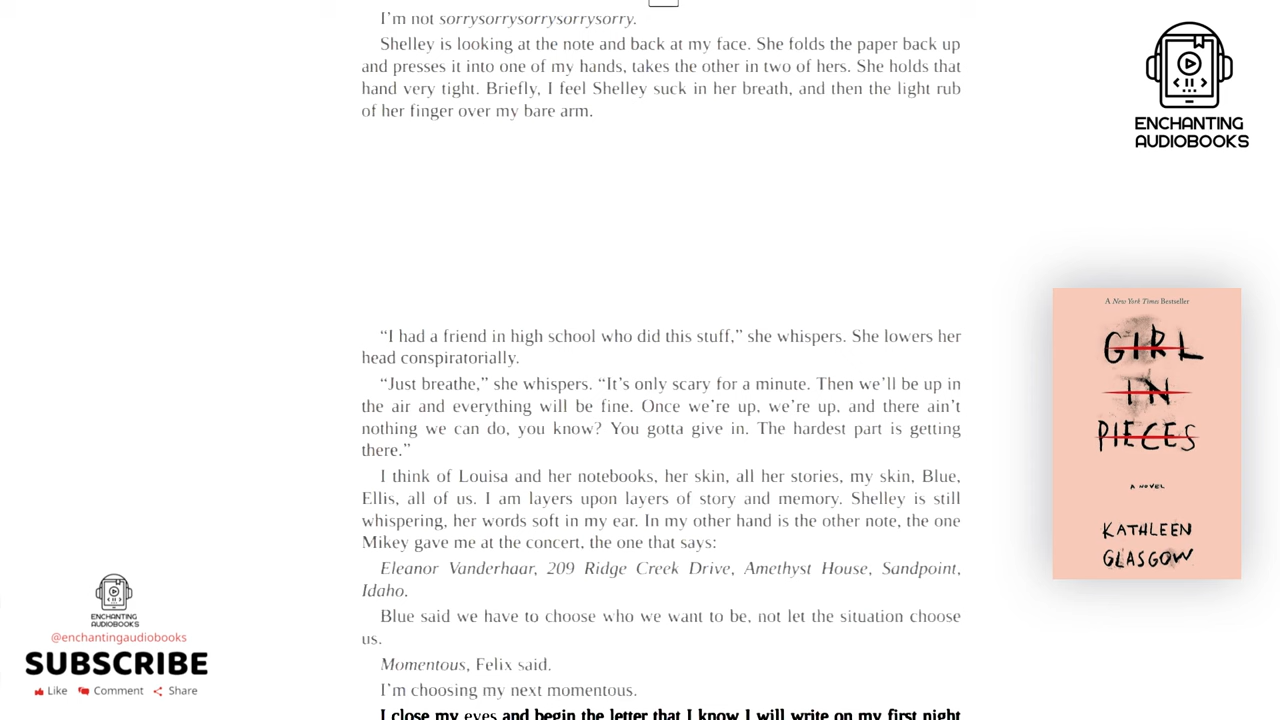 I'm not sorrysorrysorrysorrysorry.
Shelley is looking at the note and back at my face. She folds the paper back up
and presses it into one of my hands, takes the other in two of hers. She holds that
hand very tight. Briefly, I feel Shelley suck in her breath, and then the light rub
of her finger over my bare arm.
“I had a friend in high school who did this stuff,” she whispers. She lowers her
head conspiratorially.
“Just breathe,” she whispers. “It’s only scary for a minute. Then we’ll be up in
the air and everything will be fine. Once we’re up, we’re up, and there ain’t
nothing we can do, you know? You gotta give in. The hardest part is getting
there.”
I think of Louisa and her notebooks, her skin, all her stories, my skin, Blue,
Ellis, all of us. I am layers upon layers of story and memory. Shelley is still
whispering, her words soft in my ear. In my other hand is the other note, the one
Mikey gave me at the concert, the one that says:
Eleanor Vanderhaar, 209 Ridge Creek Drive, Amethyst House, Sandpoint,
Idaho.
Blue said we have to choose who we want to be, not let the situation choose
us.
Momentous, Felix said.
I’m choosing my next momentous.
I close my eyes and begin the letter that I know I will write on my first night
ENCHANTING
AUDIOBOOKS
A New York Times Bestseller
GIRL
IN
PIECES
A NOVEL
KATHLEEN
GLASGOW
ENCHANTING
AUDIOBOOKS
@enchantingaudiobooks
SUBSCRIBE
Like Comment Share